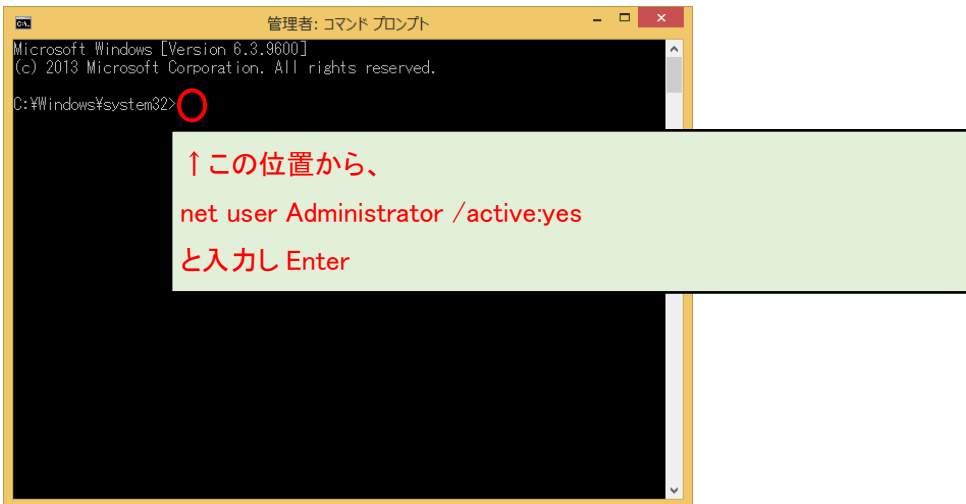 管理者: コマンド プロンプト
Microsoft Windows [Version 6.3.9600]
(c) 2013 Microsoft Corporation. All rights reserved.
C:¥Windows¥system32>
↑この位置から、
net user Administrator /active:yes
と入力し Enter